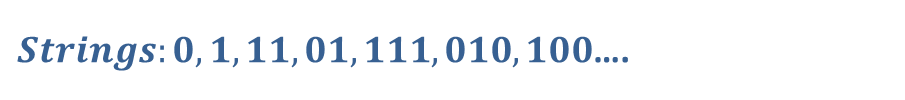 Strings: 0, 1, 11, 01, 111, 010, 100....